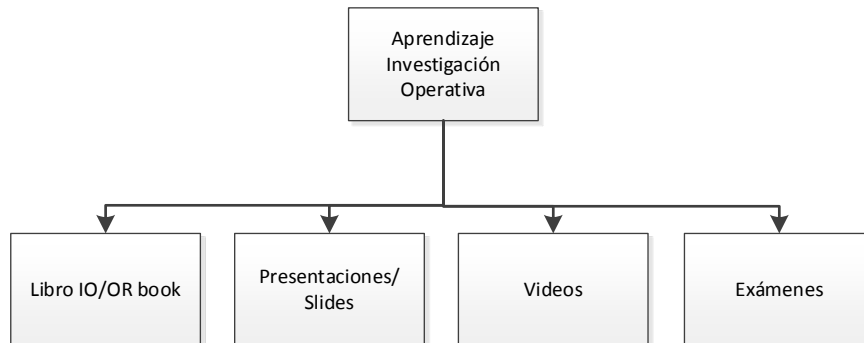 Aprendizaje
Investigación
Operativa
Libro IO/OR book
Presentaciones/
Slides
Videos
Exámenes